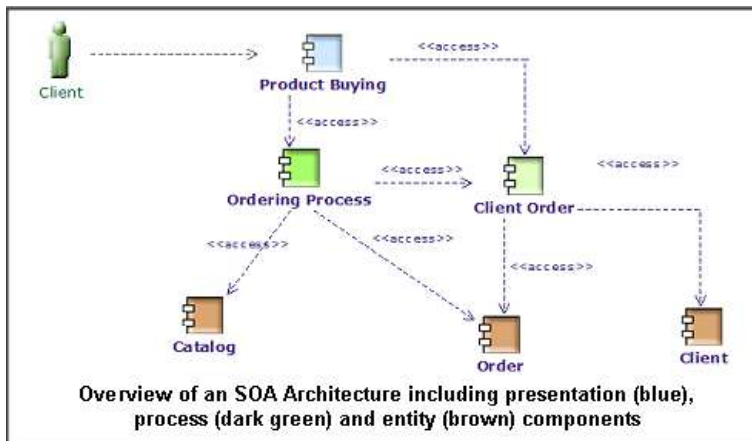 <<access>>
Client
Product Buying
<<access>>
<<access>>
<<access>>
Ordering Process
Client Order
<<access>>
<<access>>
<<access>>
Catalog
Order
Client
Overview of an SOA Architecture including presentation (blue),
process (dark green) and entity (brown) components